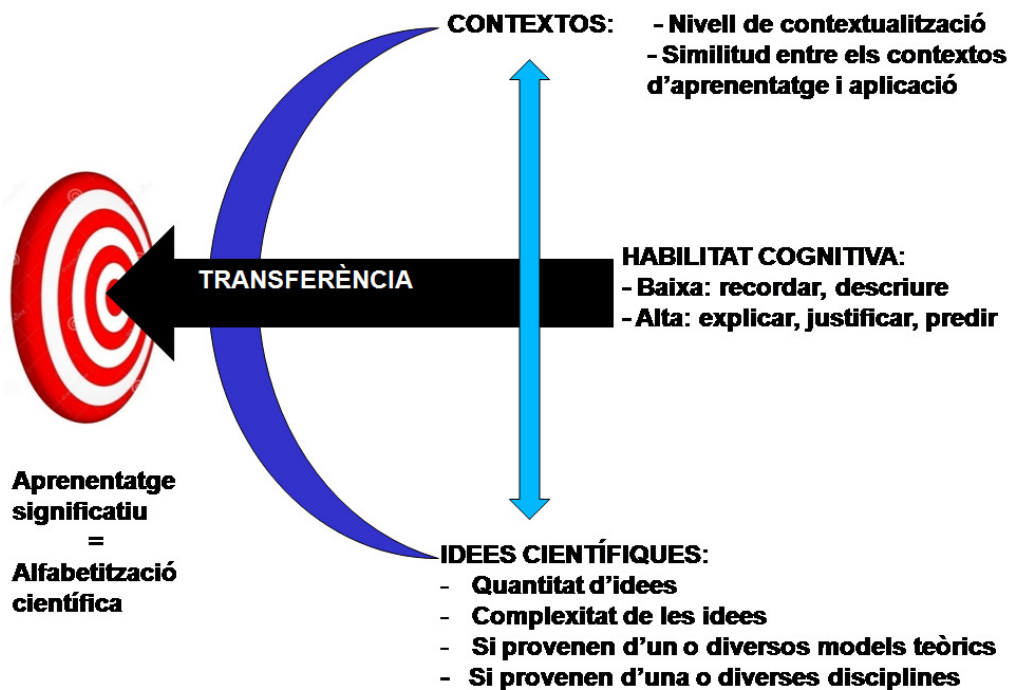 CONTEXTOS: - Nivell de contextualització
- Similitud entre els contextos
d'aprenentatge i aplicació
HABILITAT COGNITIVA:
- Baixa: recordar, descriure
- Alta: explicar, justificar, predir
TRANSFERÈNCIA
Aprenentatge
significatiu
=
Alfabetització
científica
IDEES CIENTÍFIQUES:
- Quantitat d'idees
- Complexitat de les idees
- Si provenen d'un o diversos models teòrics
- Si provenen d'una o diverses disciplines